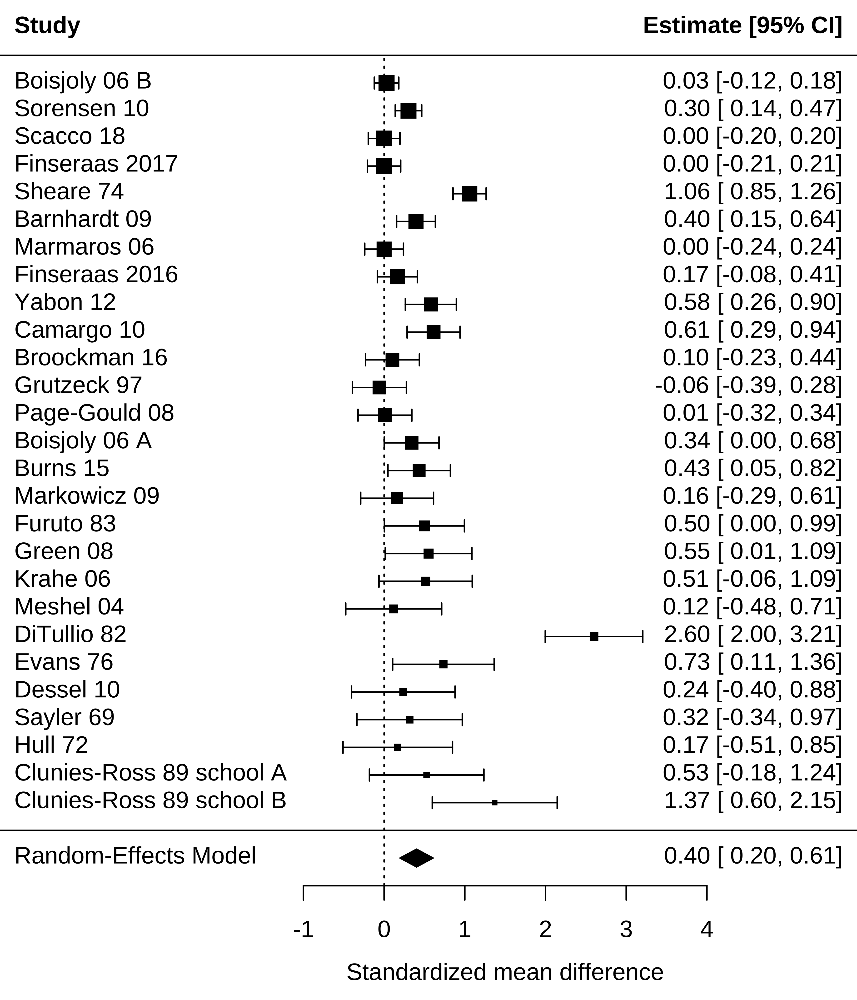 Study Estimate [95% CI]
Boisjoly 06 B 0.03 [-0.12, 0.18]
Sorensen 10 0.30 [ 0.14, 0.47]
Scacco 18 0.00 [-0.20, 0.20]
Finseraas 2017 0.00 [-0.21, 0.21]
Sheare 74 1.06 [ 0.85, 1.26]
Barnhardt 09 0.40 [ 0.15, 0.64]
Marmaros 06 0.00 [-0.24, 0.24]
Finseraas 2016 0.17 [-0.08, 0.41]
Yabon 12 0.58 [ 0.26, 0.90]
Camargo 10 0.61 [ 0.29, 0.94]
Broockman 16 0.10 [-0.23, 0.44]
Grutzeck 97 -0.06 [-0.39, 0.28]
Page-Gould 08 0.01 [-0.32, 0.34]
Boisjoly 06 A 0.34 [ 0.00, 0.68]
Burns 15 0.43 [ 0.05, 0.82]
Markowicz 09 0.16 [-0.29, 0.61]
Furuto 83 0.50 [ 0.00, 0.99]
Green 08 0.55 [ 0.01, 1.09]
Krahe 06 0.51 [-0.06, 1.09]
Meshel 04 0.12 [-0.48, 0.71]
DiTullio 82 2.60 [ 2.00, 3.21]
Evans 76 0.73 [ 0.11, 1.36]
Dessel 10 0.24 [-0.40, 0.88]
Sayler 69 0.32 [-0.34, 0.97]
Hull 72 0.17 [-0.51, 0.85]
Clunies-Ross 89 school A 0.53 [-0.18, 1.24]
Clunies-Ross 89 school B 1.37 [ 0.60, 2.15]
Random-Effects Model 0.40 [ 0.20, 0.61]
-1 0 1 2 3 4
Standardized mean difference